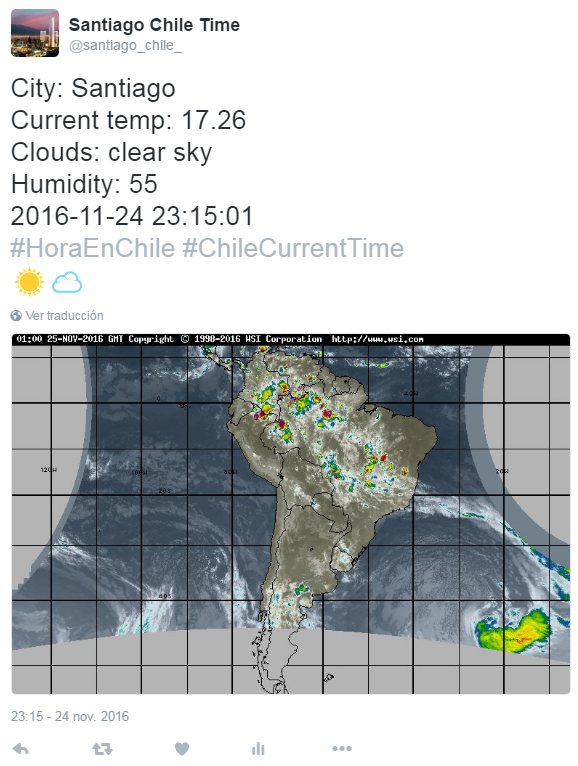 Santiago Chile Time
@santiago_chile_
City: Santiago
Current temp: 17.26
Clouds: clear sky
Humidity: 55
2016-11-24 23:15:01
#HoraEnChile #ChileCurrentTime
Ver traducción
01:00 25-NOV-2016 GMT Copyright © 1998-2016 WSI Corporation http://www.wsi.com
0
40W
120W
100W
80W
20W
20S
40S
23:15 - 24 nov. 2016